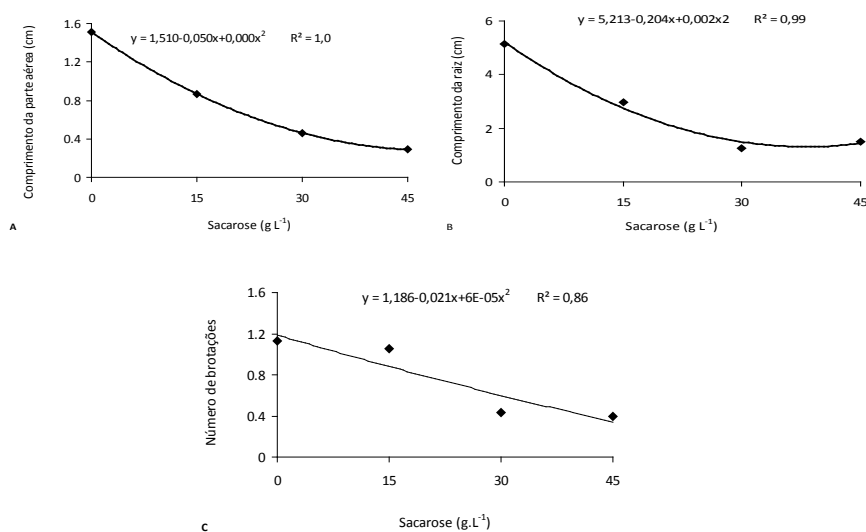 y = 1,510-0,050x+0,000x² R² = 1,0
Comprimento da parte aérea (cm)
1.6
1.2
0.8
0.4
0
0 15 30 45
Sacarose (g L⁻¹)
A
y = 5,213-0,204x+0,002x2 R² = 0,99
Comprimento da raiz (cm)
6
4
2
0
0 15 30 45
Sacarose (g L⁻¹)
B
y = 1,186-0,021x+6E-05x² R² = 0,86
Número de brotações
1.6
1.2
0.8
0.4
0
0 15 30 45
Sacarose (g.L⁻¹)
C